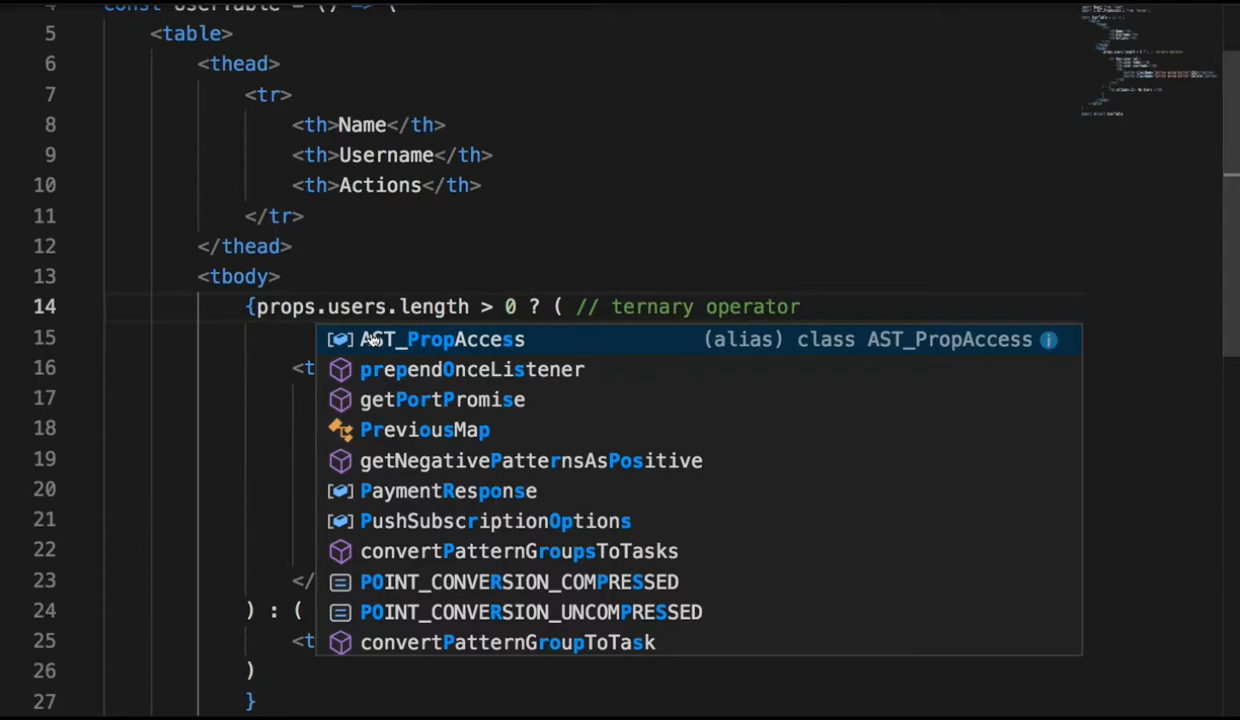 4 const UserTable = () => (
5 <table>
6 <thead>
7 <tr>
8 <th>Name</th>
9 <th>Username</th>
10 <th>Actions</th>
11 </tr>
12 </thead>
13 <tbody>
14 {props.users.length > 0 ? ( // ternary operator
15 AST_PropAccess (alias) class AST_PropAccess
16 <t prependOnceListener
17 getPortPromise
18 PreviousMap
19 getNegativePatternsAsPositive
20 PaymentResponse
21 PushSubscriptionOptions
22 convertPatternGroupsToTasks
23 </ POINT_CONVERSION_COMPRESSED
24 ) : ( POINT_CONVERSION_UNCOMPRESSED
25 <t convertPatternGroupToTask
26 )
27 }